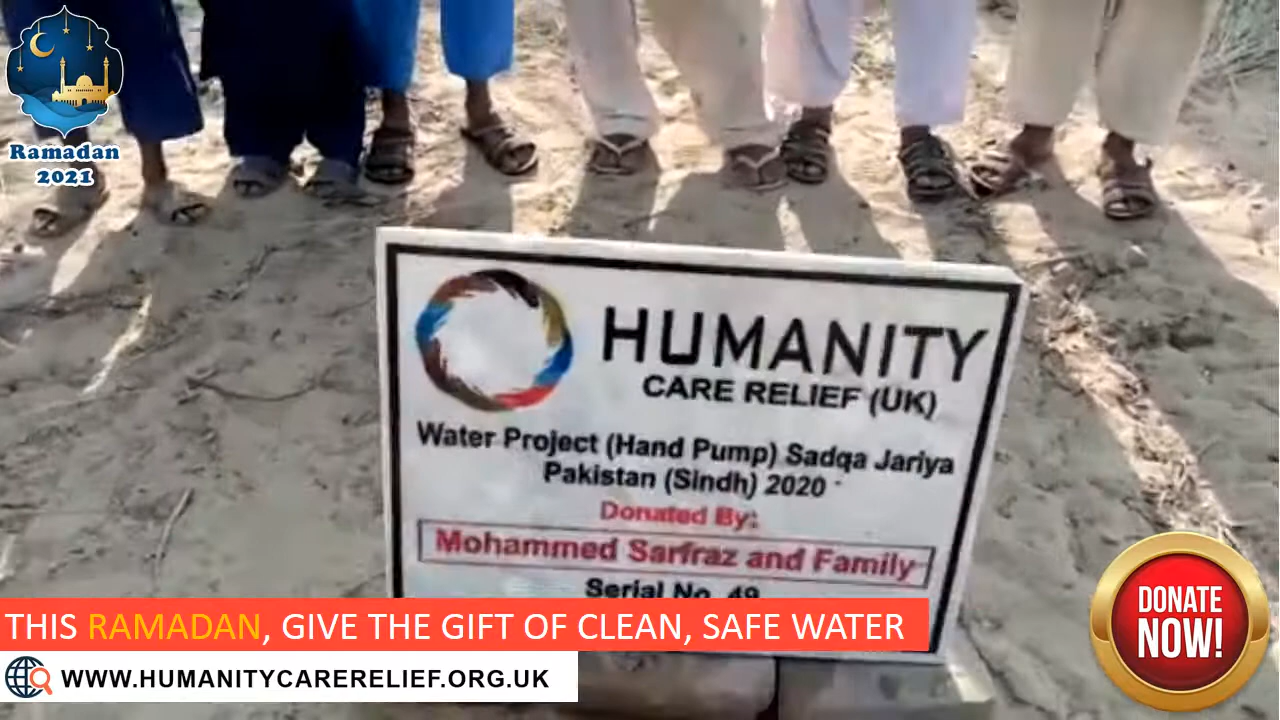 Ramadan
2021
HUMANITY
CARE RELIEF (UK)
Water Project (Hand Pump) Sadqa Jariya
Pakistan (Sindh) 2020
Donated By:
Mohammed Sarfraz and Family
Serial No. 49
THIS RAMADAN, GIVE THE GIFT OF CLEAN, SAFE WATER
WWW.HUMANITYCARERELIEF.ORG.UK
DONATE
NOW!